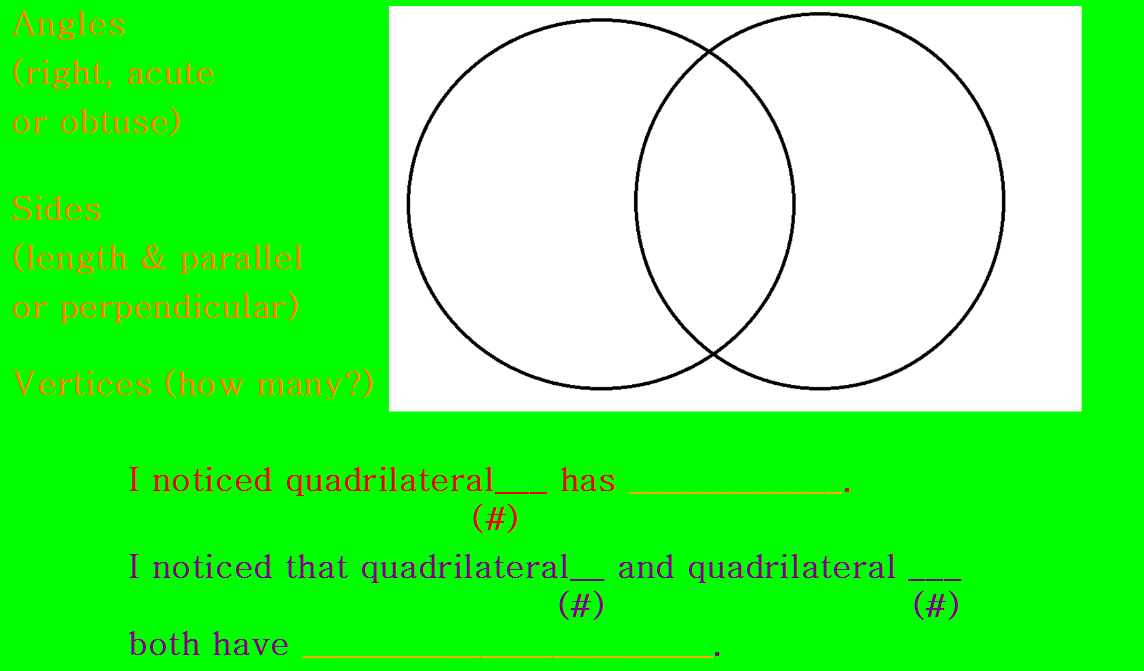 Angles
(right, acute
or obtuse)
Sides
(length & parallel
or perpendicular)
Vertices (how many?)
I noticed quadrilateral___ has ____________.
(#)
I noticed that quadrilateral__ and quadrilateral ___
(#) (#)
both have _______________________.